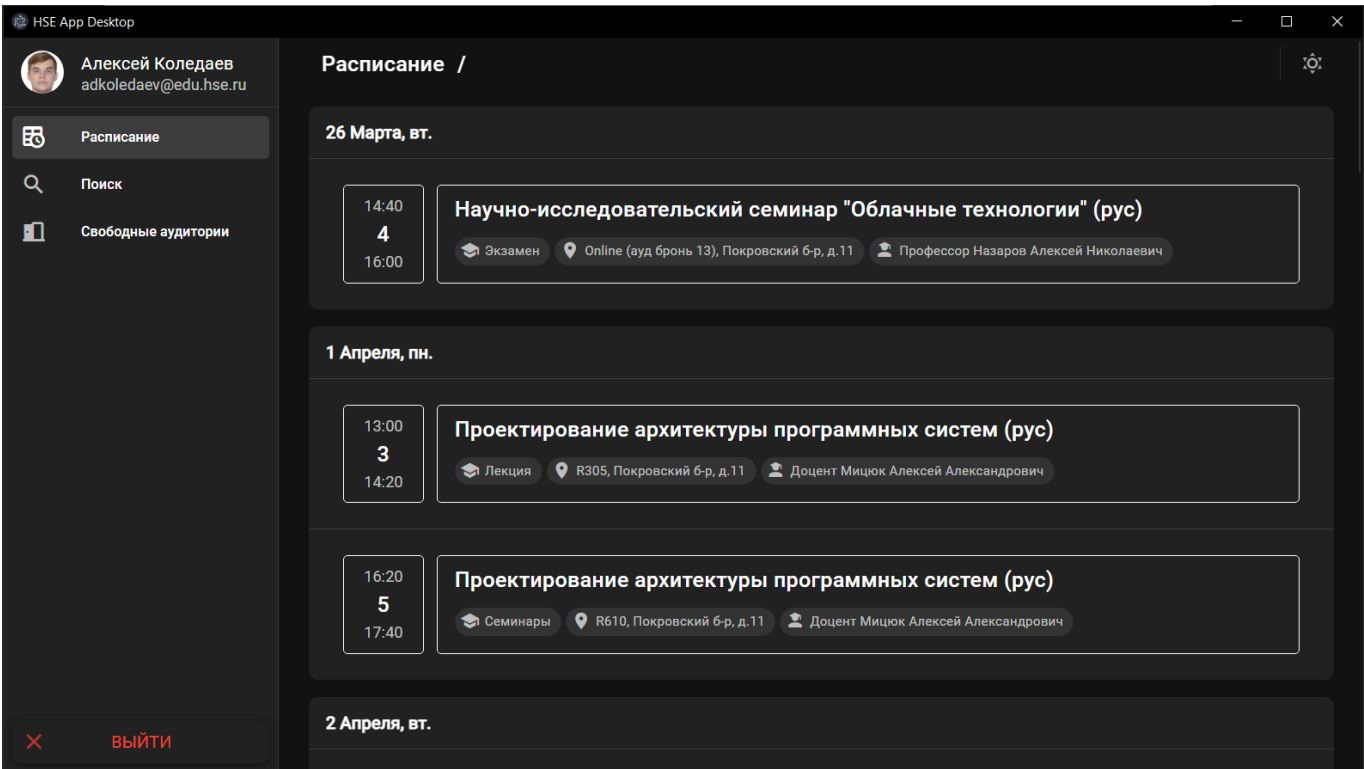 HSE App Desktop
Алексей Коледаев
adkoledaev@edu.hse.ru
Расписание
Поиск
Свободные аудитории
ВЫЙТИ
Расписание /
26 Марта, вт.
14:40
4
16:00
Научно-исследовательский семинар "Облачные технологии" (рус)
Экзамен Online (ауд бронь 13), Покровский б-р, д.11 Профессор Назаров Алексей Николаевич
1 Апреля, пн.
13:00
3
14:20
Проектирование архитектуры программных систем (рус)
Лекция R305, Покровский б-р, д.11 Доцент Мицюк Алексей Александрович
16:20
5
17:40
Проектирование архитектуры программных систем (рус)
Семинары R610, Покровский б-р, д.11 Доцент Мицюк Алексей Александрович
2 Апреля, вт.